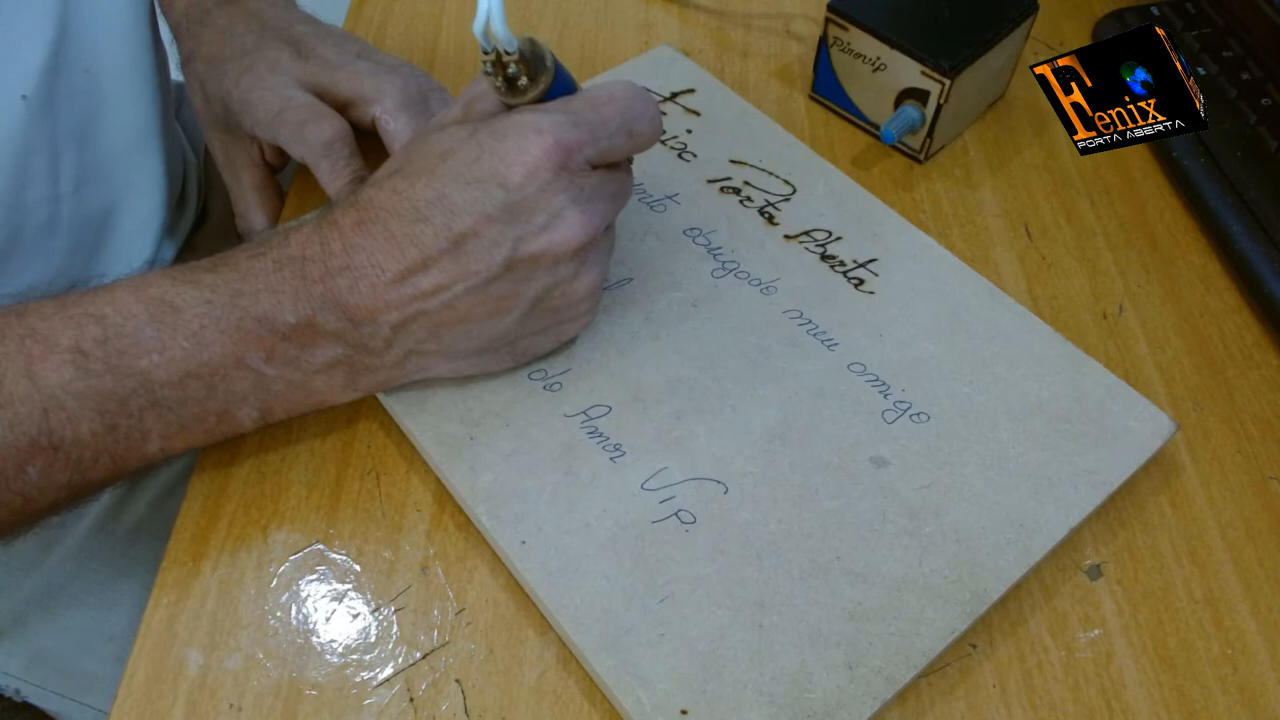 Porta Aberta
obrigado meu amigo
do Amor Vip.
Pirovip
Fenix
PORTA ABERTA